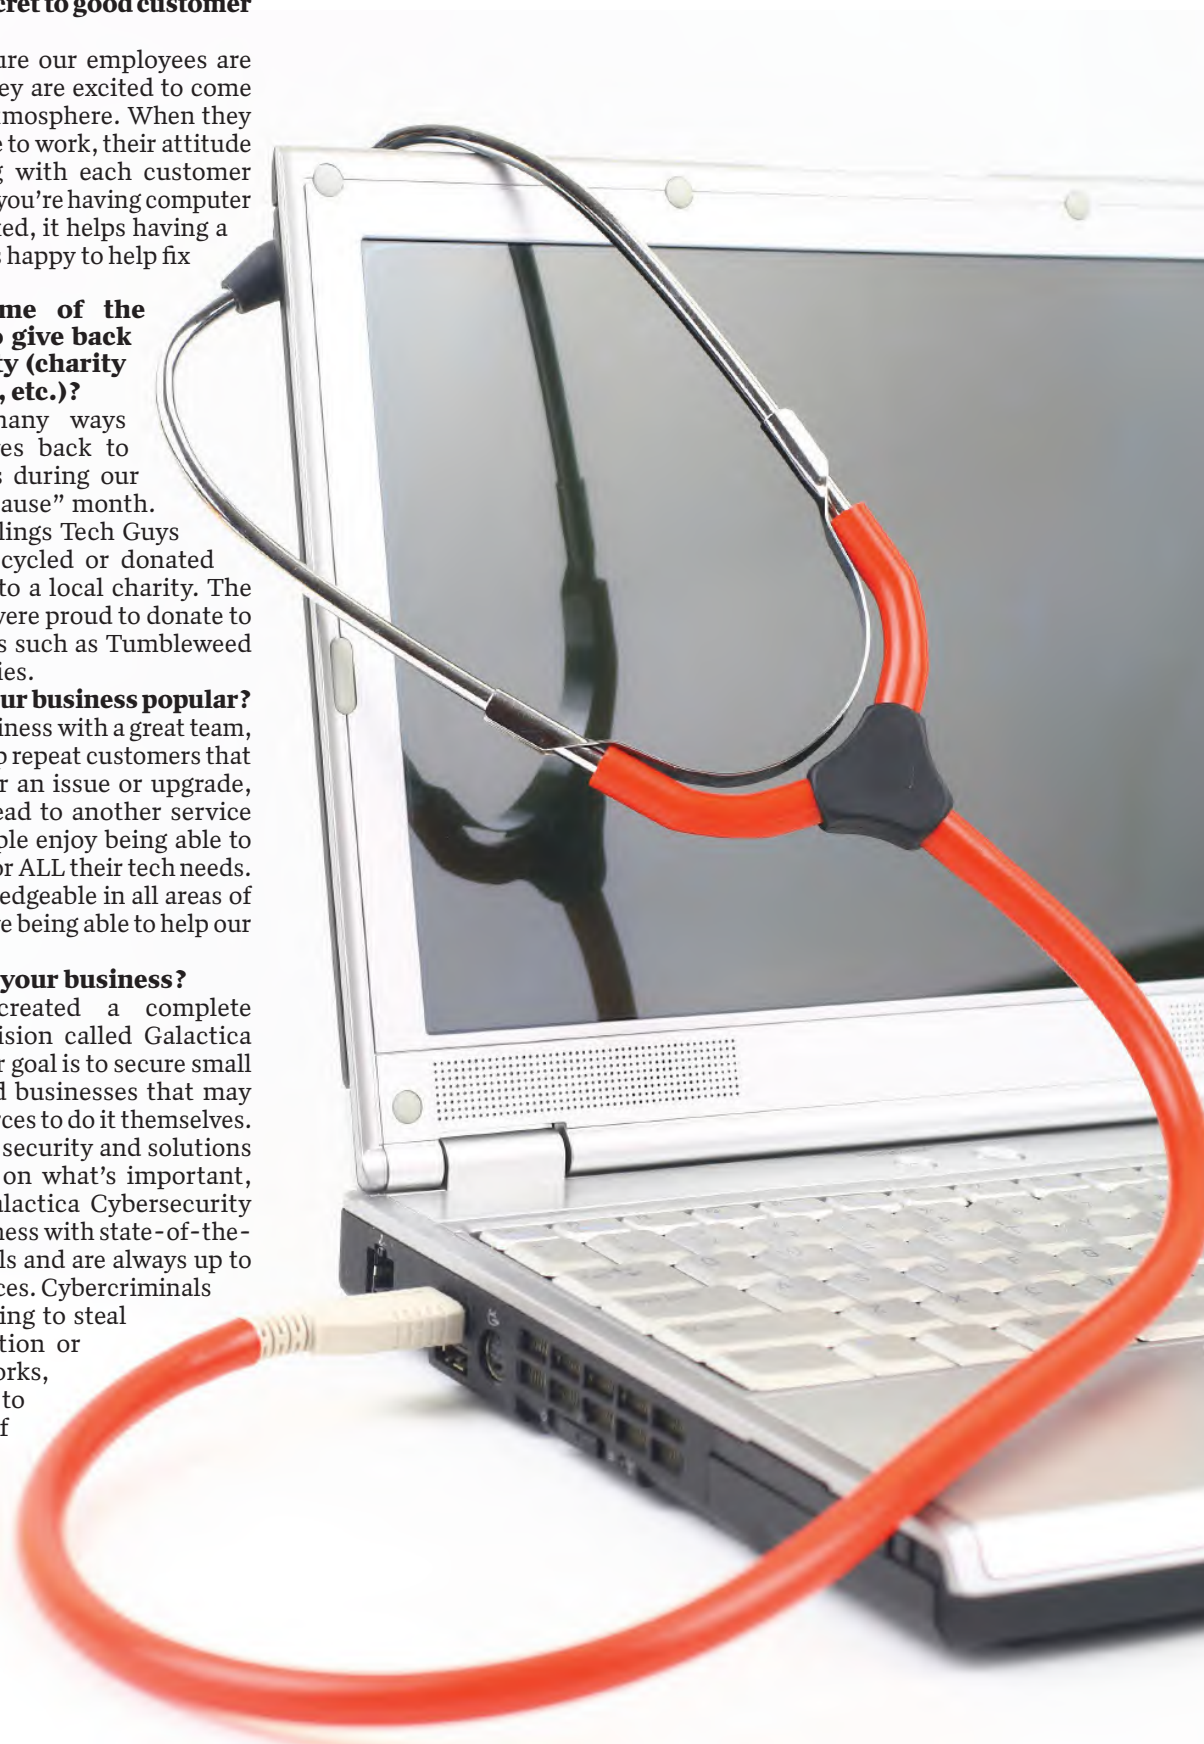 cret to good customer
ure our employees are
ey are excited to come
mosphere. When they
e to work, their attitude
g with each customer
you're having computer
ed, it helps having a
s happy to help fix
me of the
o give back
ty (charity
, etc.)?
many ways
es back to
s during our
ause” month.
lings Tech Guys
cycled or donated
to a local charity. The
vere proud to donate to
s such as Tumbleweed
ies.
ur business popular?
iness with a great team,
p repeat customers that
r an issue or upgrade,
ead to another service
ple enjoy being able to
or ALL their tech needs.
edgeable in all areas of
re being able to help our
your business?
created a complete
ision called Galactica
r goal is to secure small
d businesses that may
rces to do it themselves.
security and solutions
on what's important,
alactica Cybersecurity
ness with state-of-the-
ls and are always up to
ces. Cybercriminals
ing to steal
tion or
orks,
to
f